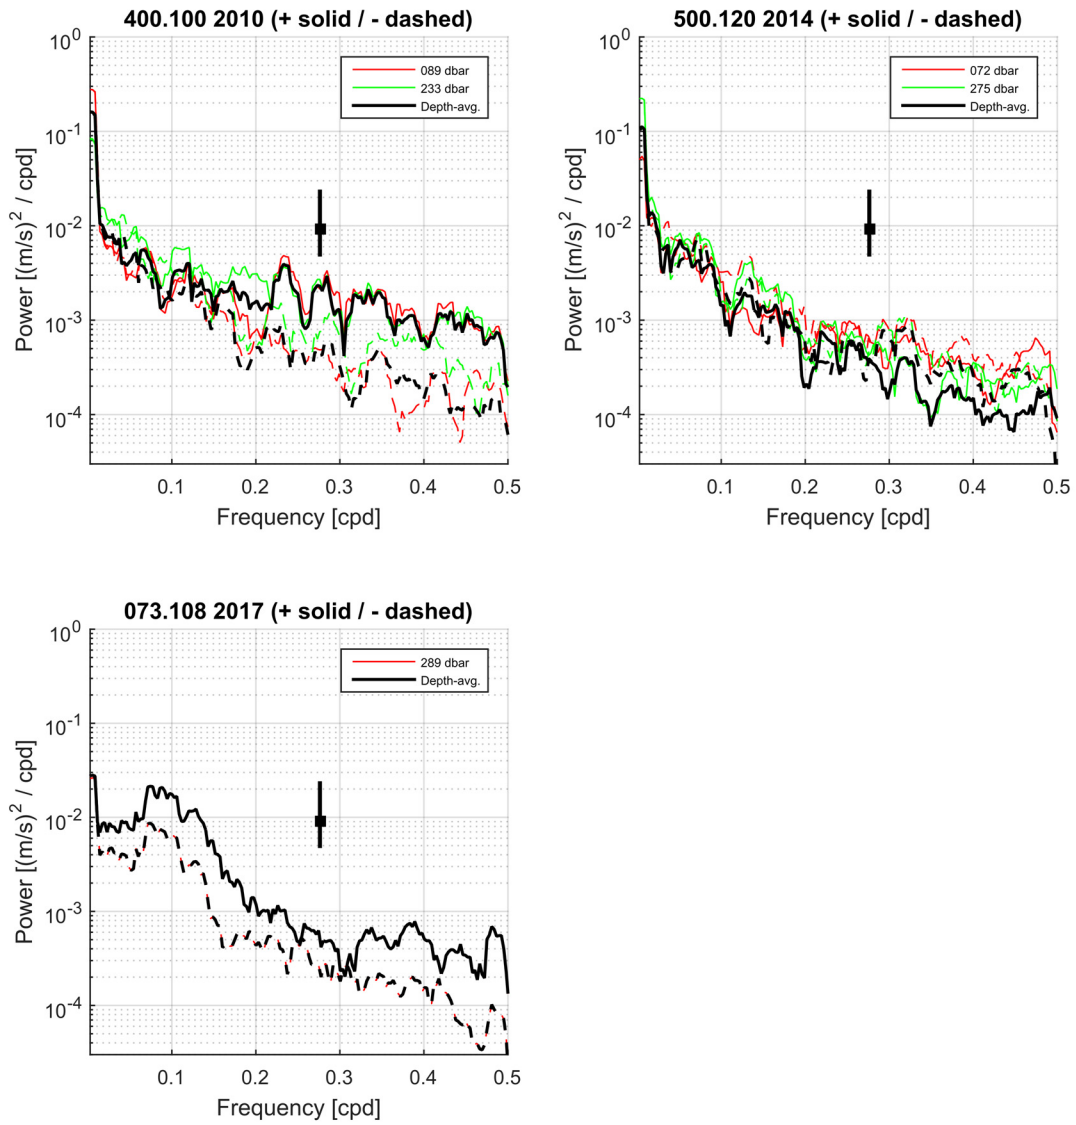 400.100 2010 (+ solid / - dashed)
10^0
10^-1
10^-2
10^-3
10^-4
Power [(m/s)^2 / cpd]
089 dbar
233 dbar
Depth-avg.
0.1 0.2 0.3 0.4 0.5
Frequency [cpd]
500.120 2014 (+ solid / - dashed)
10^0
10^-1
10^-2
10^-3
10^-4
Power [(m/s)^2 / cpd]
072 dbar
275 dbar
Depth-avg.
0.1 0.2 0.3 0.4 0.5
Frequency [cpd]
073.108 2017 (+ solid / - dashed)
10^0
10^-1
10^-2
10^-3
10^-4
Power [(m/s)^2 / cpd]
289 dbar
Depth-avg.
0.1 0.2 0.3 0.4 0.5
Frequency [cpd]